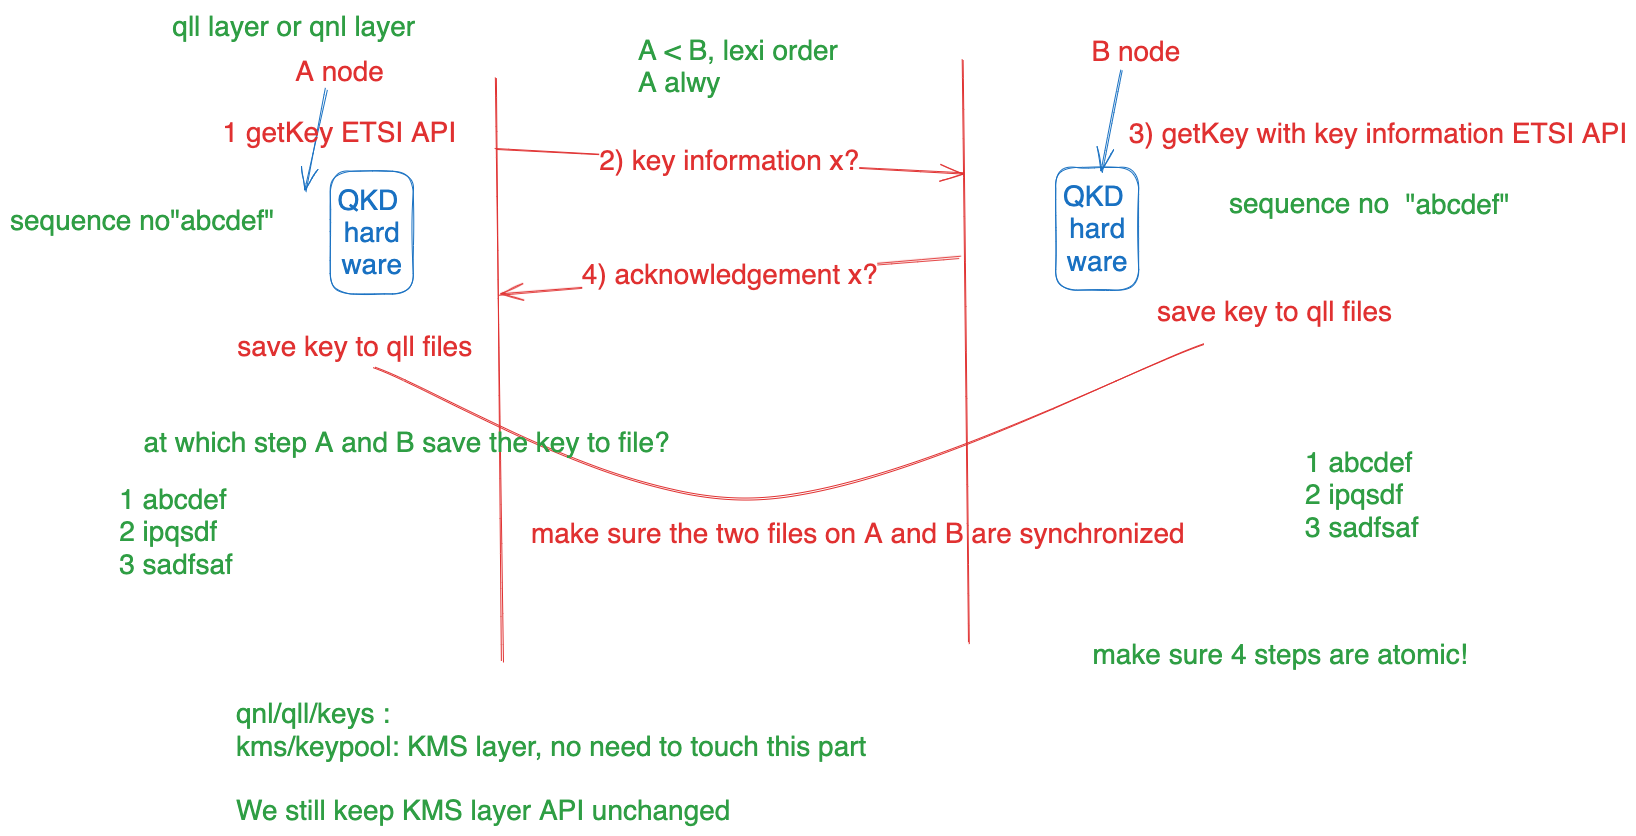 qll layer or qnl layer
A node
A < B, lexi order
A alwy
B node
1 getKey ETSI API
2) key information x?
3) getKey with key information ETSI API
QKD
hard
ware
sequence no"abcdef"
QKD
hard
ware
sequence no "abcdef"
4) acknowledgement x?
save key to qll files
save key to qll files
at which step A and B save the key to file?
1 abcdef
2 ipqsdf
3 sadfsaf
1 abcdef
2 ipqsdf
3 sadfsaf
make sure the two files on A and B are synchronized
make sure 4 steps are atomic!
qnl/qll/keys :
kms/keypool: KMS layer, no need to touch this part
We still keep KMS layer API unchanged